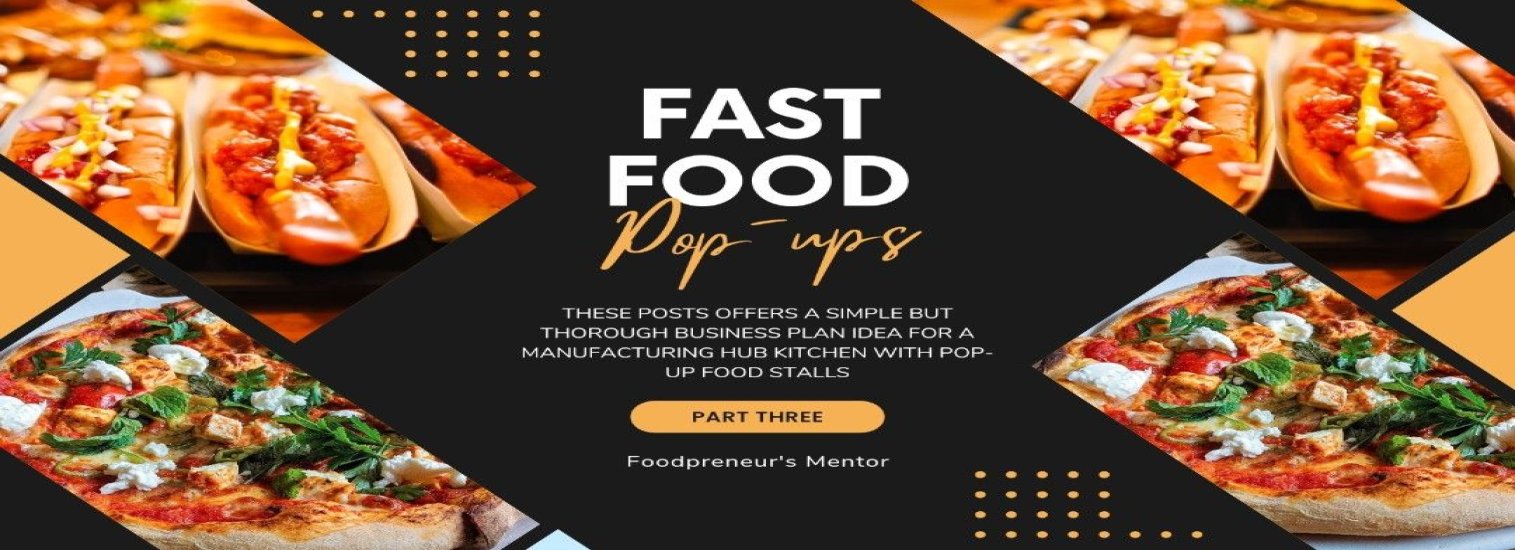 FAST
FOOD
Pop-ups
THESE POSTS OFFERS A SIMPLE BUT
THOROUGH BUSINESS PLAN IDEA FOR A
MANUFACTURING HUB KITCHEN WITH POP-
UP FOOD STALLS
PART THREE
Foodpreneur's Mentor